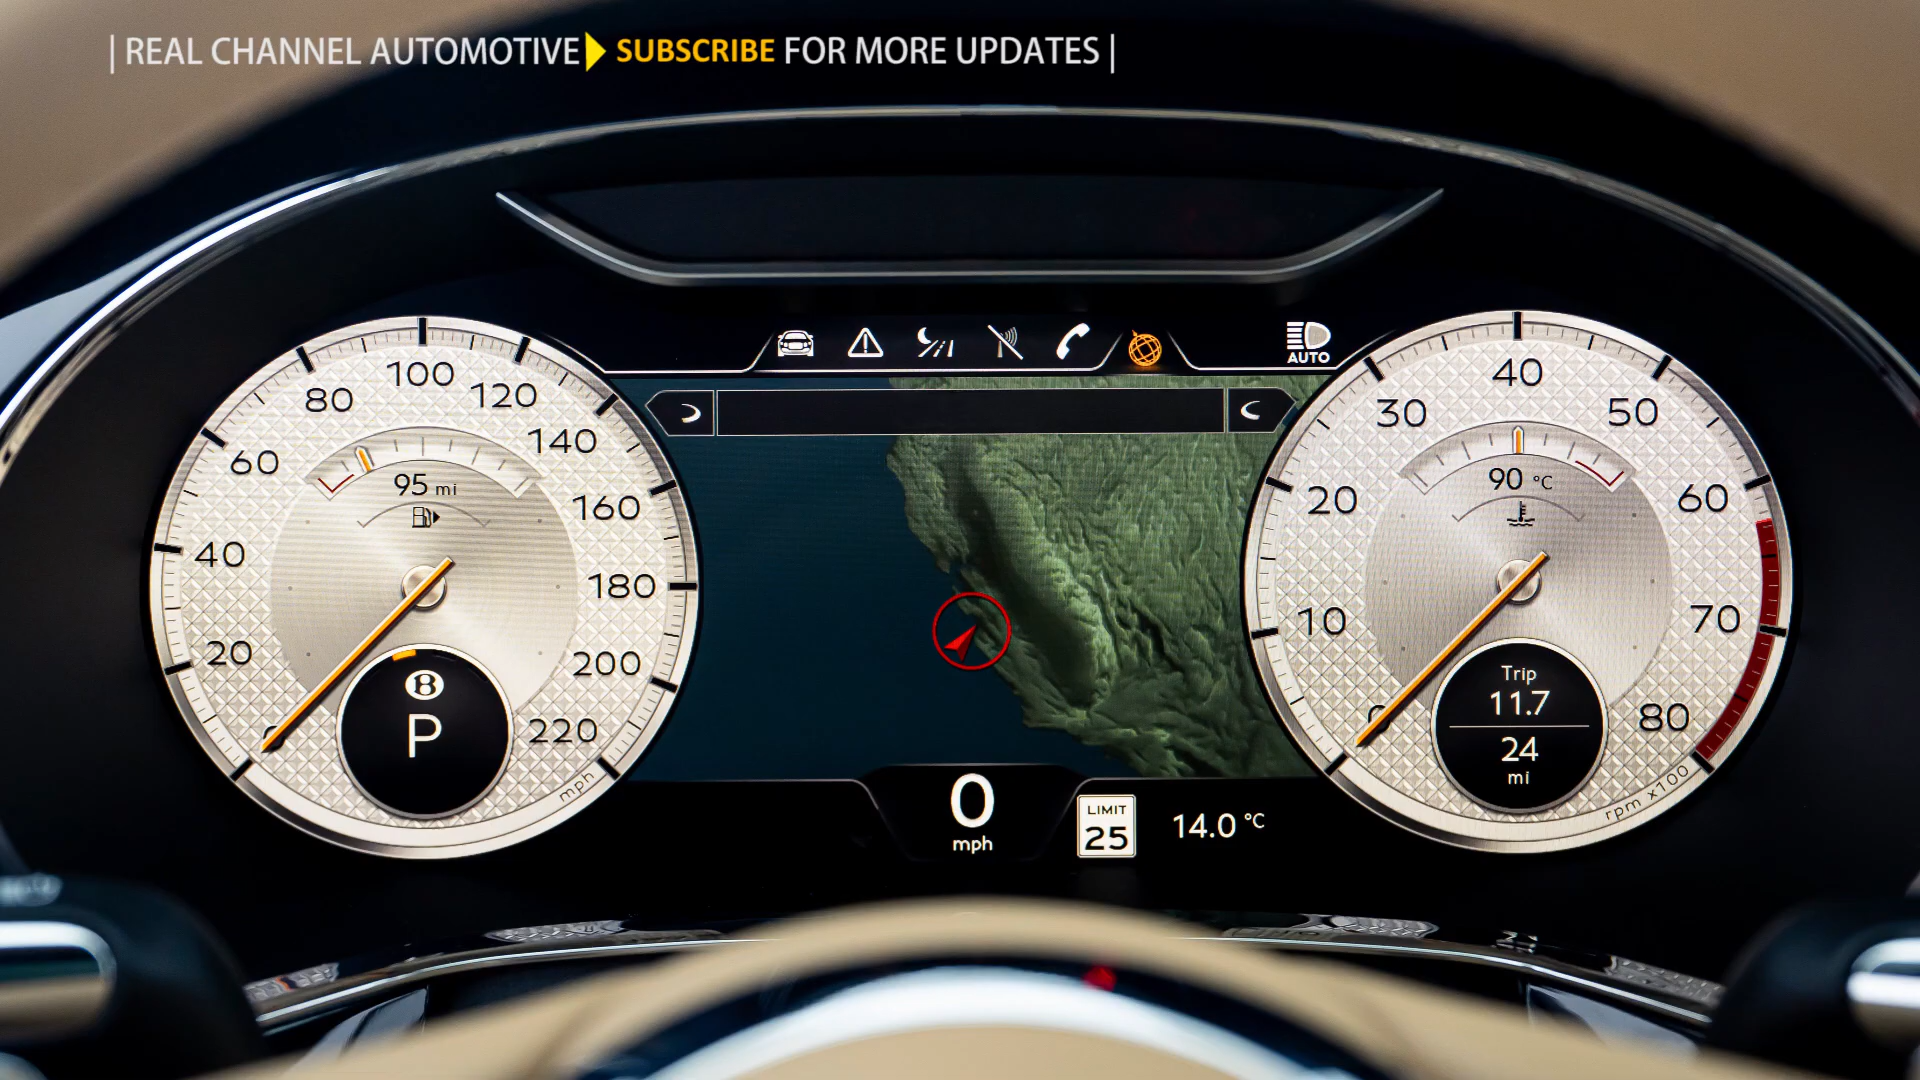 | REAL CHANNEL AUTOMOTIVE SUBSCRIBE FOR MORE UPDATES |
AUTO
0
20
40
60
80
100
120
140
160
180
200
220
mph
95 mi
B
P
0 mph
LIMIT
25
14.0 °C
0
10
20
30
40
50
60
70
80
rpm x100
90 °C
Trip
11.7
24
mi